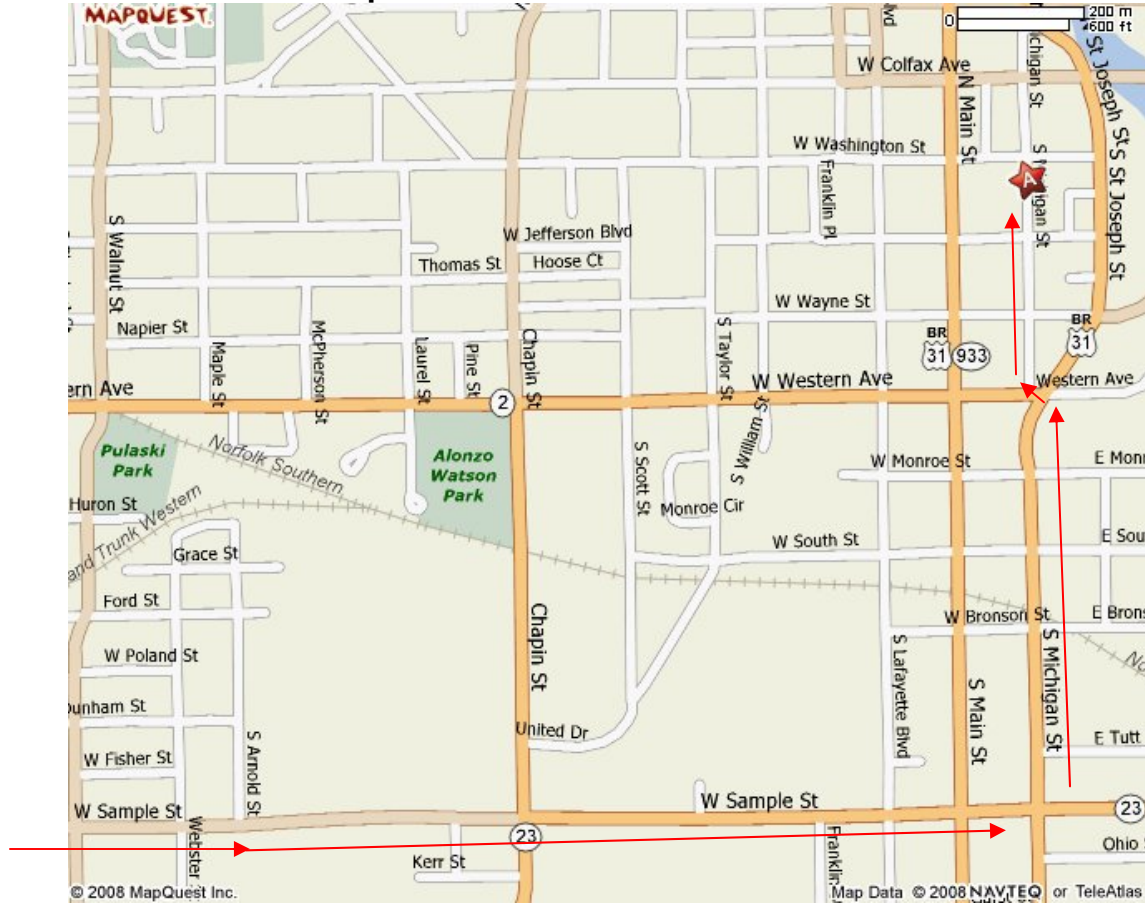 MAPQUEST.
0
200 m
600 ft
W Colfax Ave
N Main St
S Michigan St
St Joseph St
S St Joseph St
W Washington St
A
Franklin Pl
S Walnut St
W Jefferson Blvd
Thomas St
Hoose Ct
W Wayne St
Napier St
Maple St
McPherson St
Laurel St
Pine St
Chapin St
S Taylor St
BR
31
933
BR
31
ern Ave
2
W Western Ave
Western Ave
Pulaski
Park
Norfolk Southern
Alonzo
Watson
Park
S Scott St
S William St
W Monroe St
E Mon
Huron St
and Trunk Western
Monroe Cir
Grace St
W South St
E Sou
Ford St
Chapin St
W Bronson St
E Brons
W Poland St
S Lafayette Blvd
S Main St
S Michigan St
No
unham St
United Dr
E Tutt
W Fisher St
S Arnold St
W Sample St
W Sample St
23
23
Webster
Kerr St
Franklin
Ohio
© 2008 MapQuest Inc.
Map Data © 2008 NAVTEQ or TeleAtlas